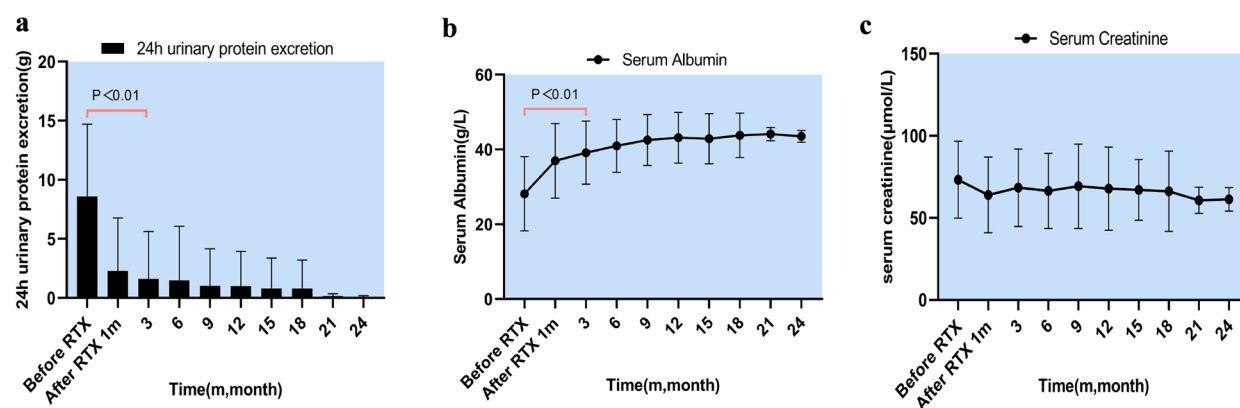 a
24h urinary protein excretion
24h urinary protein excretion(g)
20
15
10
5
0
P<0.01
Before RTX
After RTX 1m
3
6
9
12
15
18
21
24
Time(m,month)
b
Serum Albumin
Serum Albumin(g/L)
60
40
20
0
P<0.01
Before RTX
After RTX 1m
3
6
9
12
15
18
21
24
Time(m,month)
c
Serum Creatinine
serum creatinine(μmol/L)
150
100
50
0
Before RTX
After RTX 1m
3
6
9
12
15
18
21
24
Time(m,month)